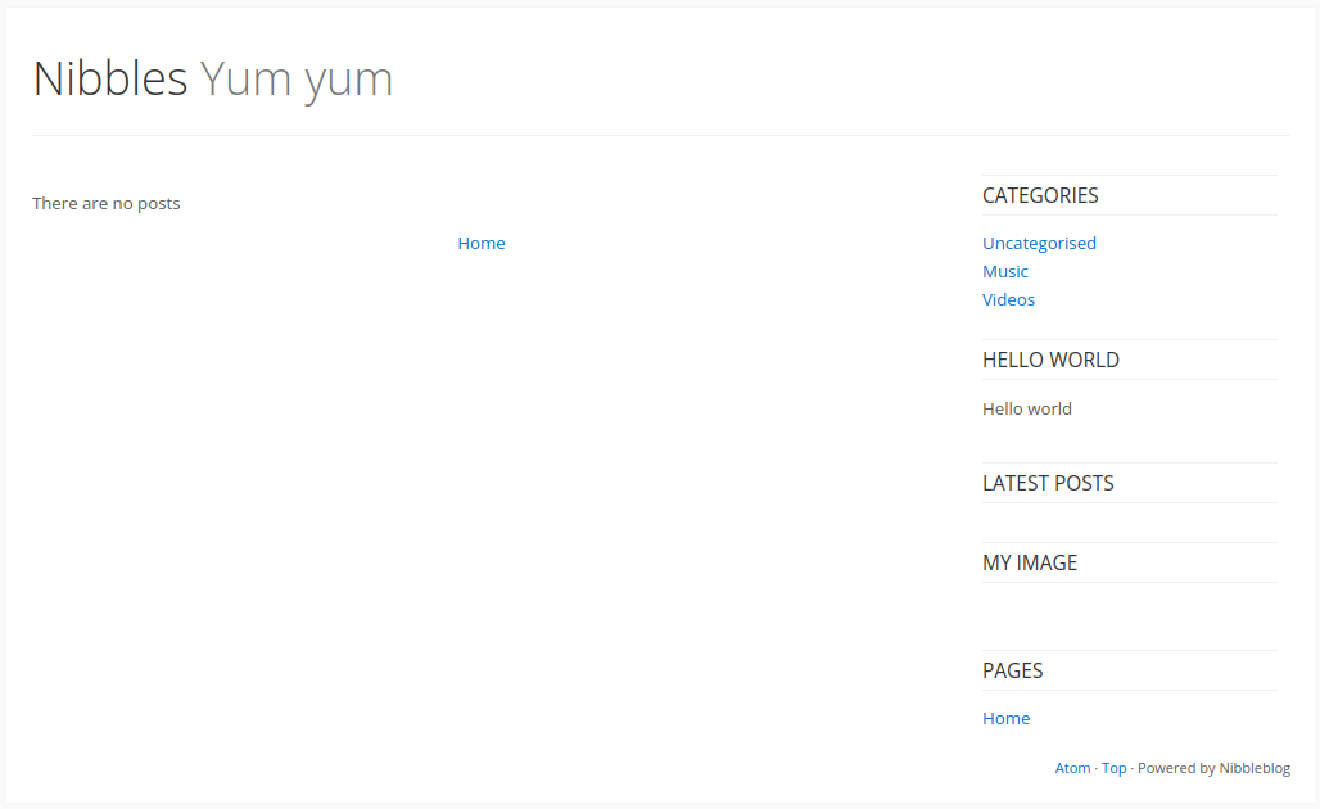 Nibbles Yum yum
There are no posts
Home
CATEGORIES
Uncategorised
Music
Videos
HELLO WORLD
Hello world
LATEST POSTS
MY IMAGE
PAGES
Home
Atom · Top · Powered by Nibbleblog